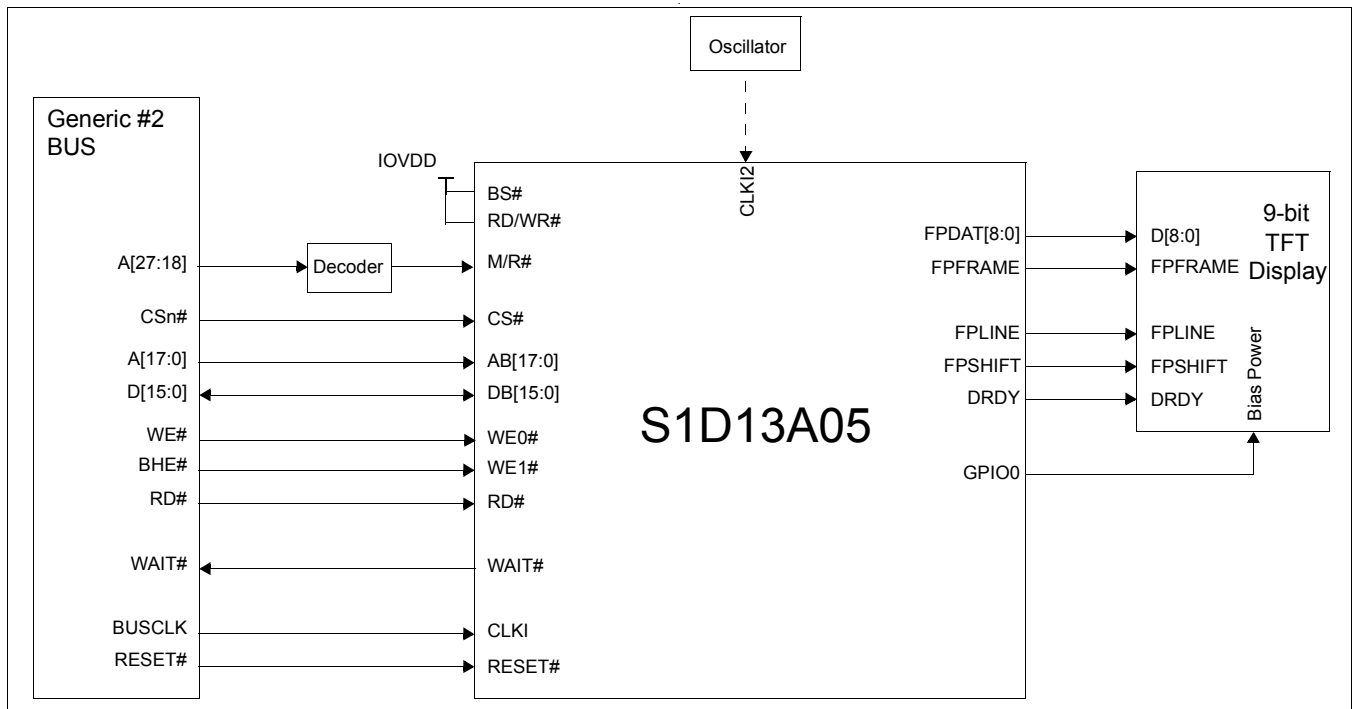 Oscillator
Generic #2
BUS
IOVDD
BS#
RD/WR#
CLKI2
A[27:18]
Decoder
M/R#
CSn#
CS#
A[17:0]
AB[17:0]
D[15:0]
DB[15:0]
WE#
WE0#
BHE#
WE1#
RD#
RD#
WAIT#
WAIT#
BUSCLK
CLKI
RESET#
RESET#
S1D13A05
FPDAT[8:0]
FPFRAME
FPLINE
FPSHIFT
DRDY
GPIO0
D[8:0]
FPFRAME
FPLINE
FPSHIFT
DRDY
9-bit
TFT
Display
Bias Power